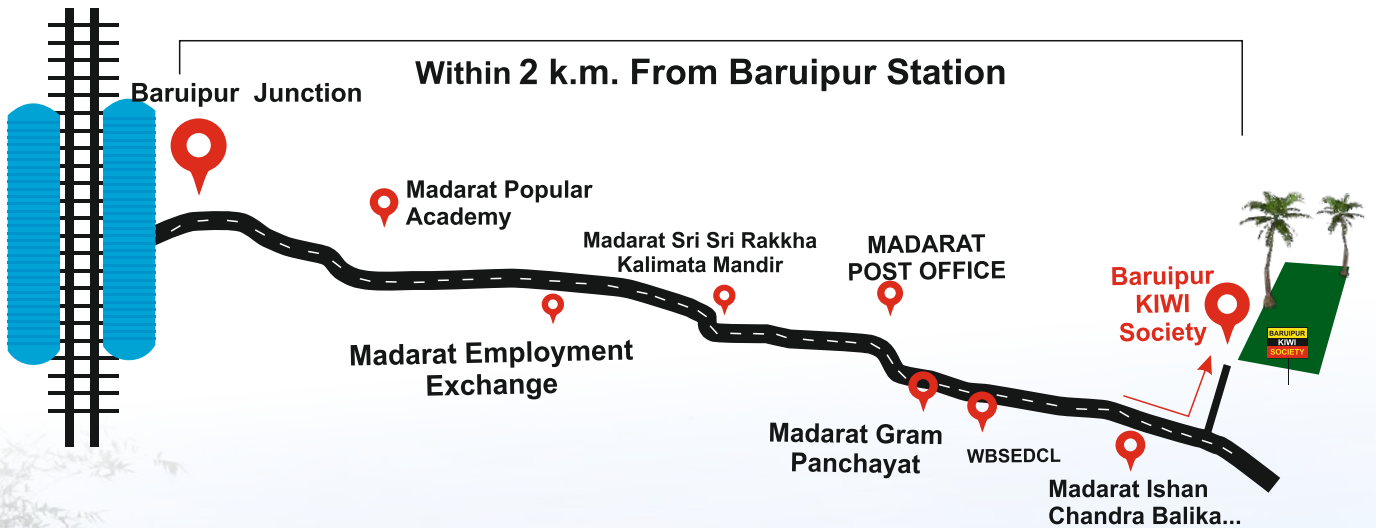 Within 2 k.m. From Baruipur Station
Baruipur Junction
Madarat Popular
Academy
Madarat Sri Sri Rakkha
Kalimata Mandir
MADARAT
POST OFFICE
Baruipur
KIWI
Society
BARUIPUR
KIWI
SOCIETY
Madarat Employment
Exchange
Madarat Gram
Panchayat
WBSEDCL
Madarat Ishan
Chandra Balika...